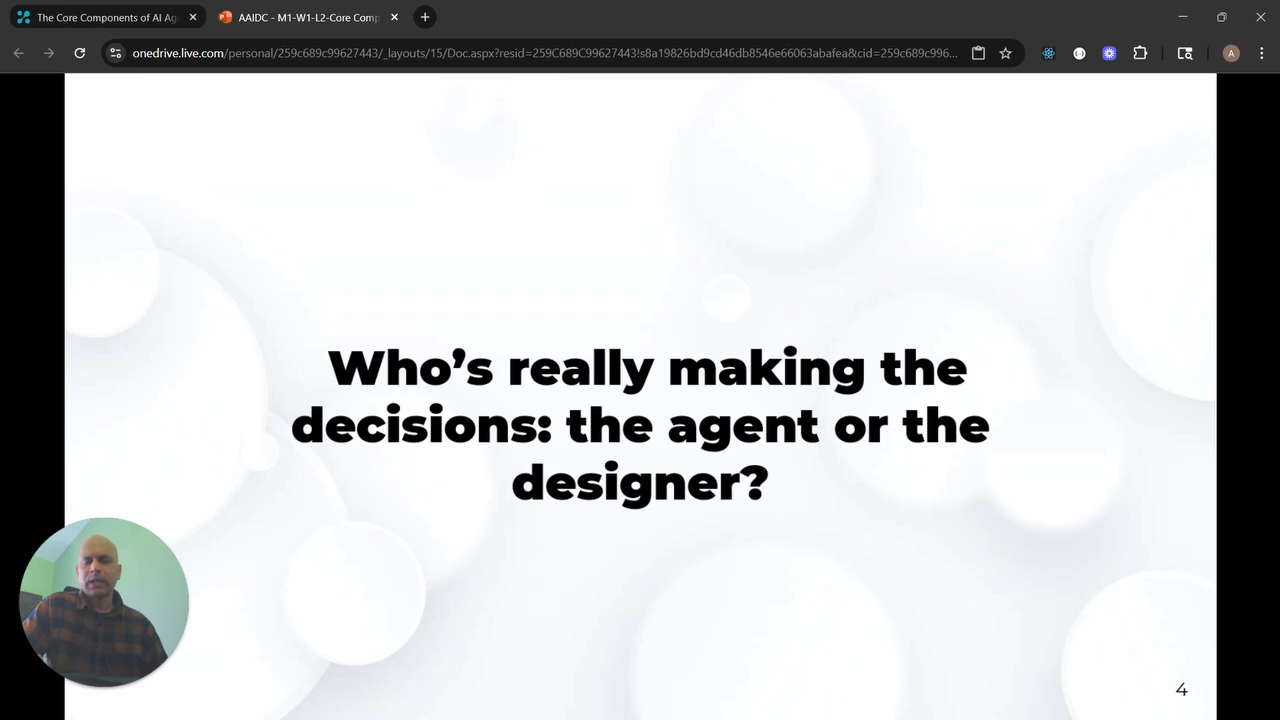 The Core Components of AI Ag
AAIDC - M1-W1-L2-Core Comp
onedrive.live.com/personal/259c689c99627443/_layouts/15/Doc.aspx?resid=259C689C99627443!s8a19826bd9cd46db8546e66063abafea&cid=259c689c996...
A
Who’s really making the
decisions: the agent or the
designer?
4